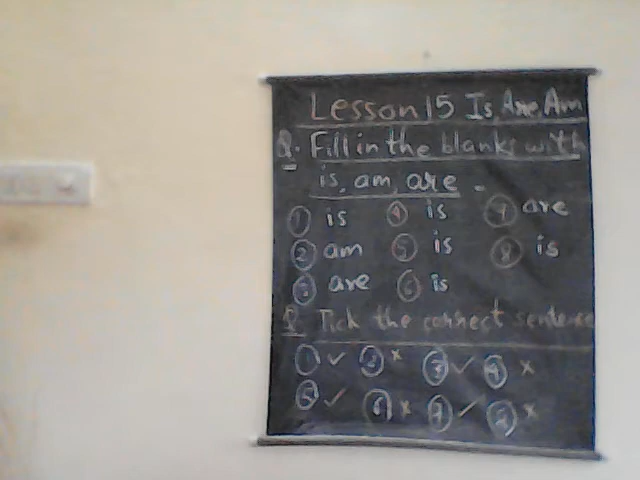 Lesson 15 Is, Are, Am
Q. Fill in the blanks with
is, am, are.
1 is 4 is 7 are
2 am 5 is 8 is
3 are 6 is
Q Tick the correct sentence
1 ✓ 2 × 3 ✓ 4 ×
5 ✓ 6 × 7 ✓ 8 ×